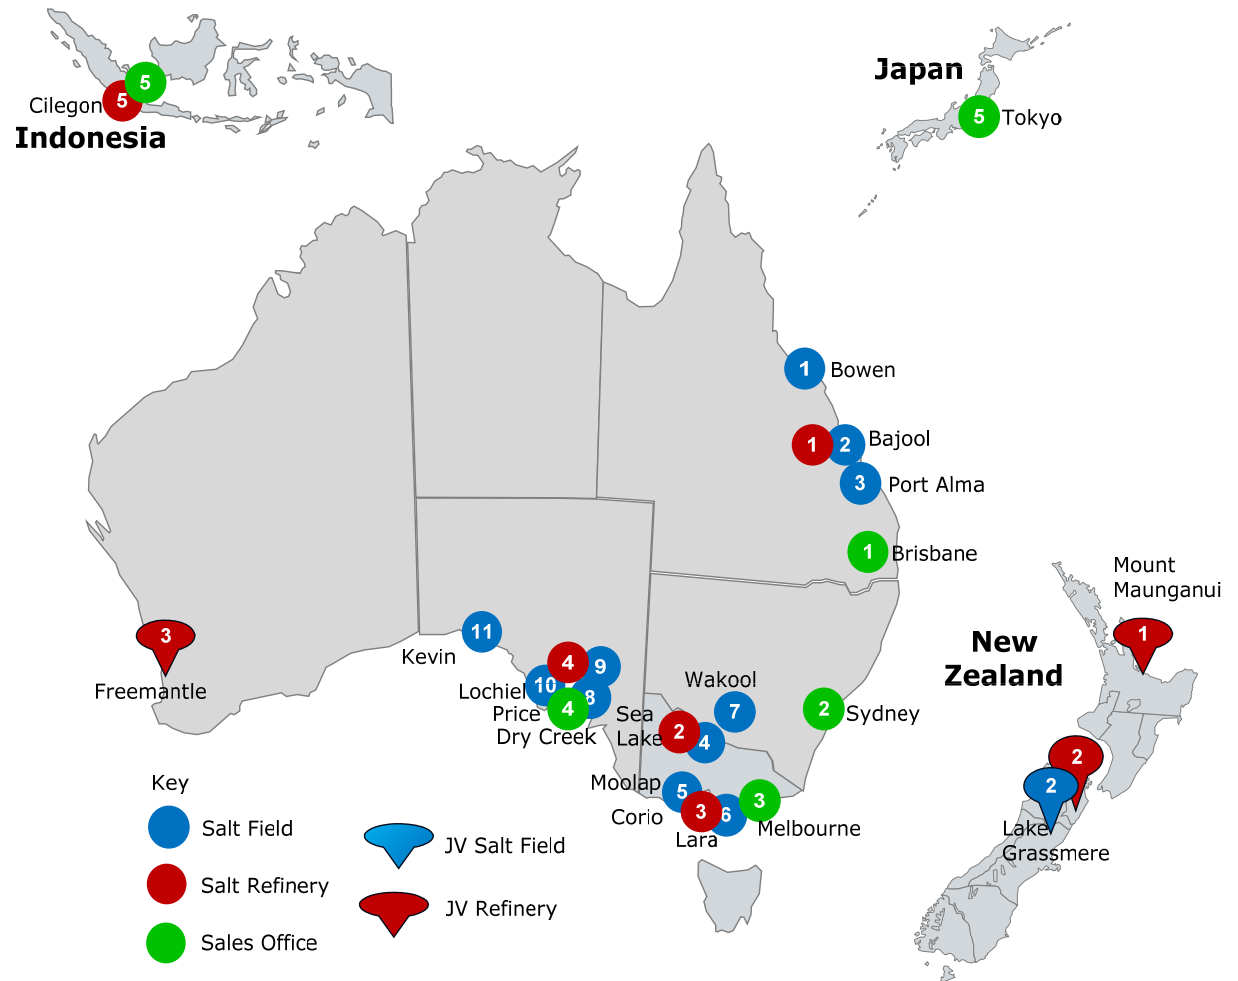 5
5
Cilegon
Indonesia
Japan
5
Tokyo
1
Bowen
1
2
Bajool
3
Port Alma
1
Brisbane
Mount
Maunganui
1
3
Freemantle
11
Kevin
4
9
10
Lochiel
8
4
Price
Dry Creek
Sea
Lake
2
4
Wakool
7
2
Sydney
New
Zealand
2
2
Lake
Grassmere
Moolap
5
Corio
3
6
Lara
3
Melbourne
Key
Salt Field
Salt Refinery
Sales Office
JV Salt Field
JV Refinery